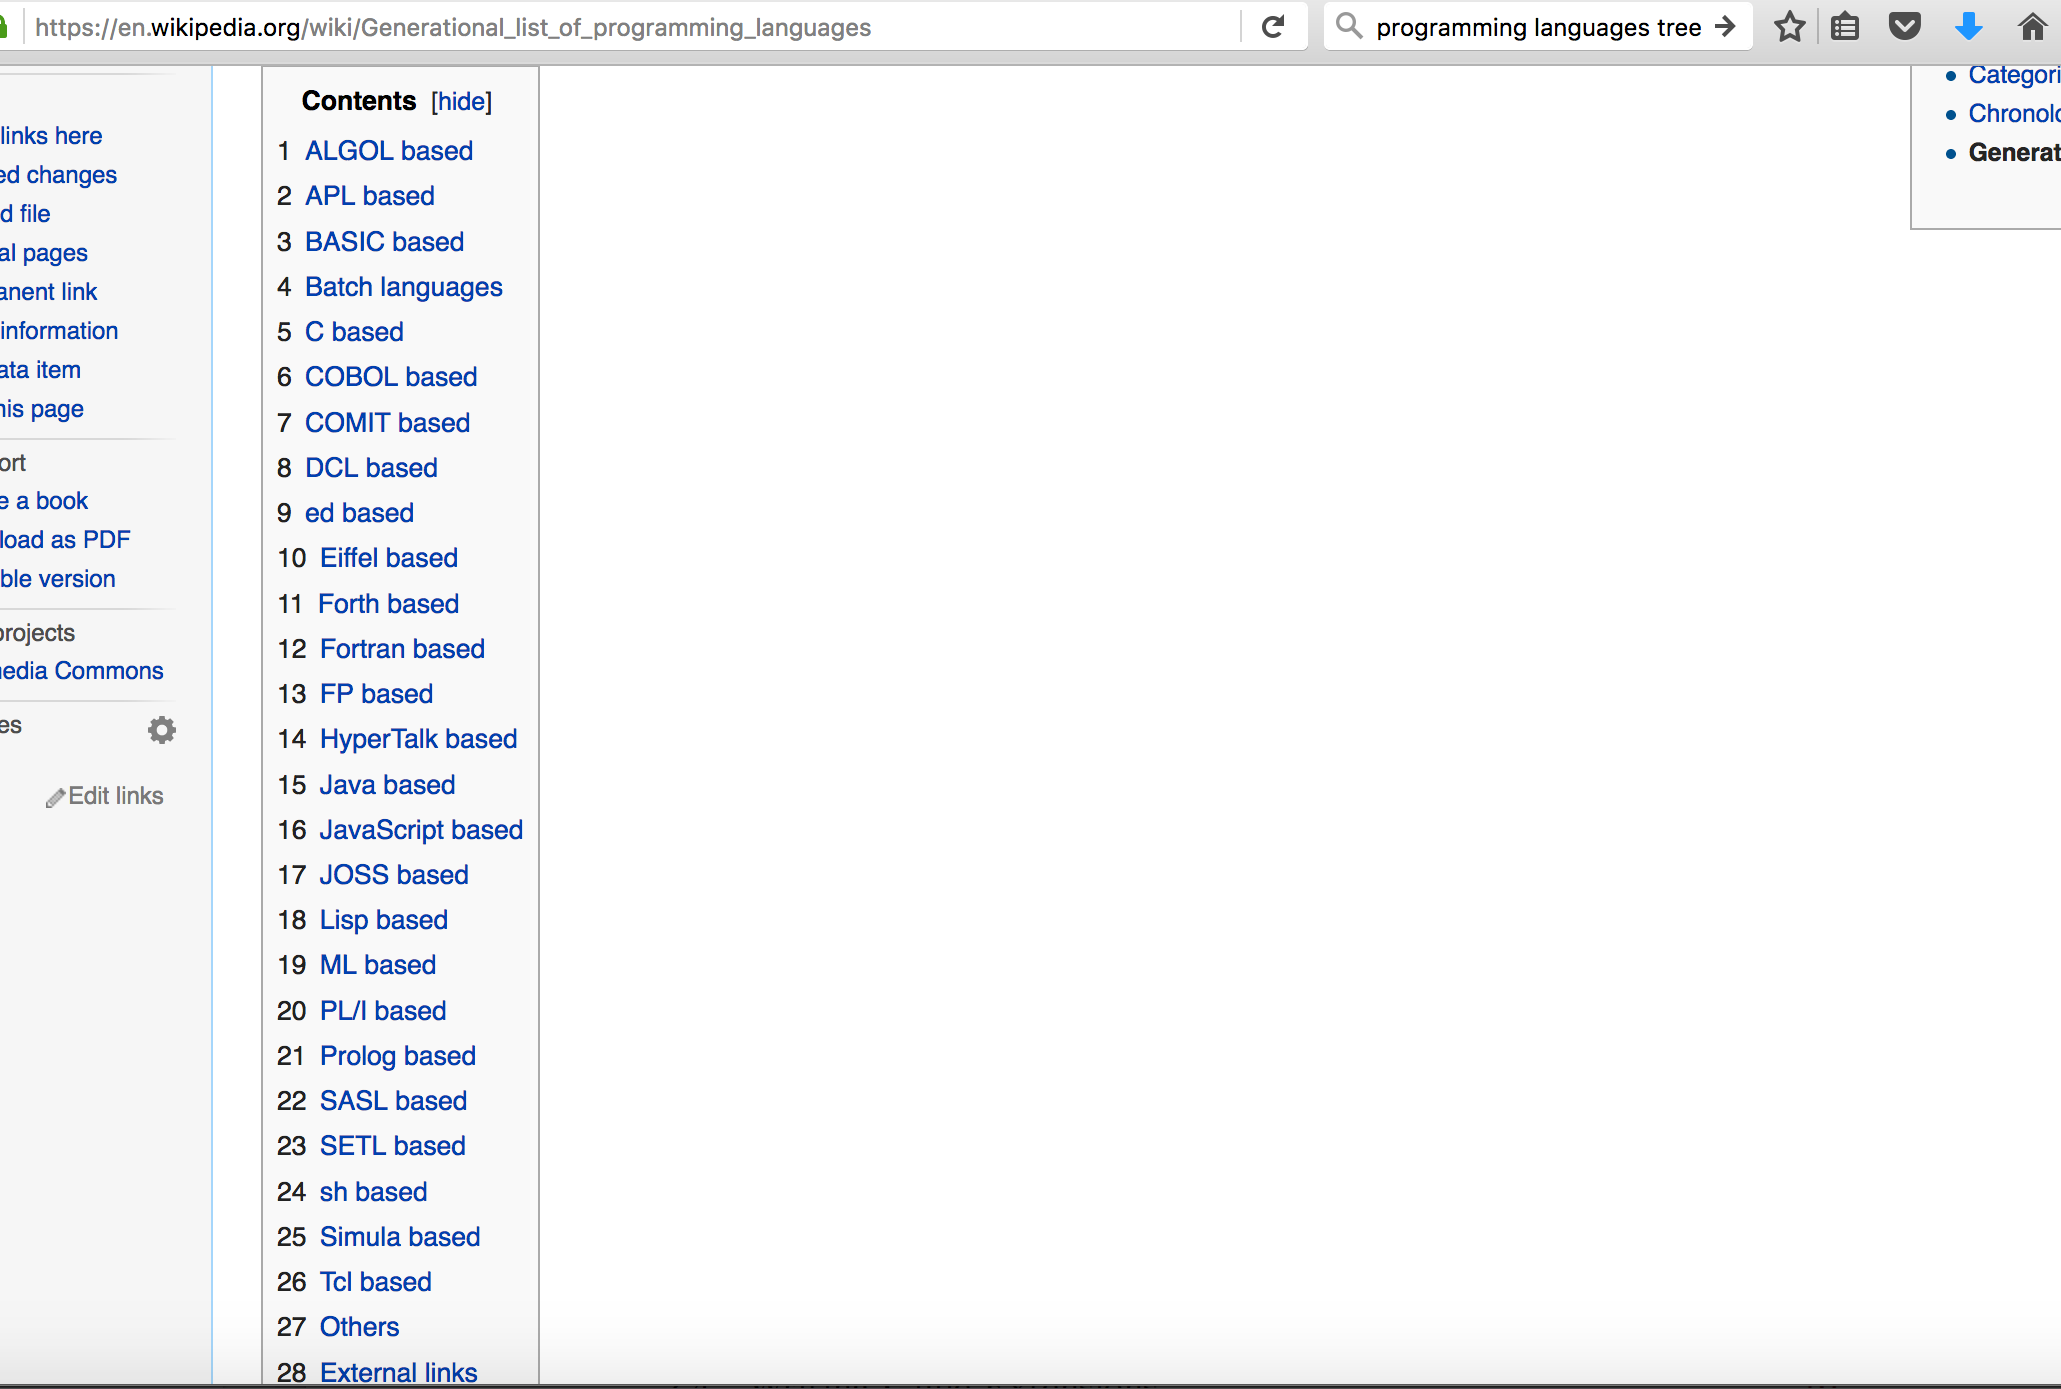 https://en.wikipedia.org/wiki/Generational_list_of_programming_languages
programming languages tree
links here
ed changes
d file
al pages
anent link
information
ata item
his page
ort
e a book
load as PDF
ble version
projects
media Commons
es
Edit links
Contents [hide]
1 ALGOL based
2 APL based
3 BASIC based
4 Batch languages
5 C based
6 COBOL based
7 COMIT based
8 DCL based
9 ed based
10 Eiffel based
11 Forth based
12 Fortran based
13 FP based
14 HyperTalk based
15 Java based
16 JavaScript based
17 JOSS based
18 Lisp based
19 ML based
20 PL/I based
21 Prolog based
22 SASL based
23 SETL based
24 sh based
25 Simula based
26 Tcl based
27 Others
28 External links
Categori
Chronolo
Generat